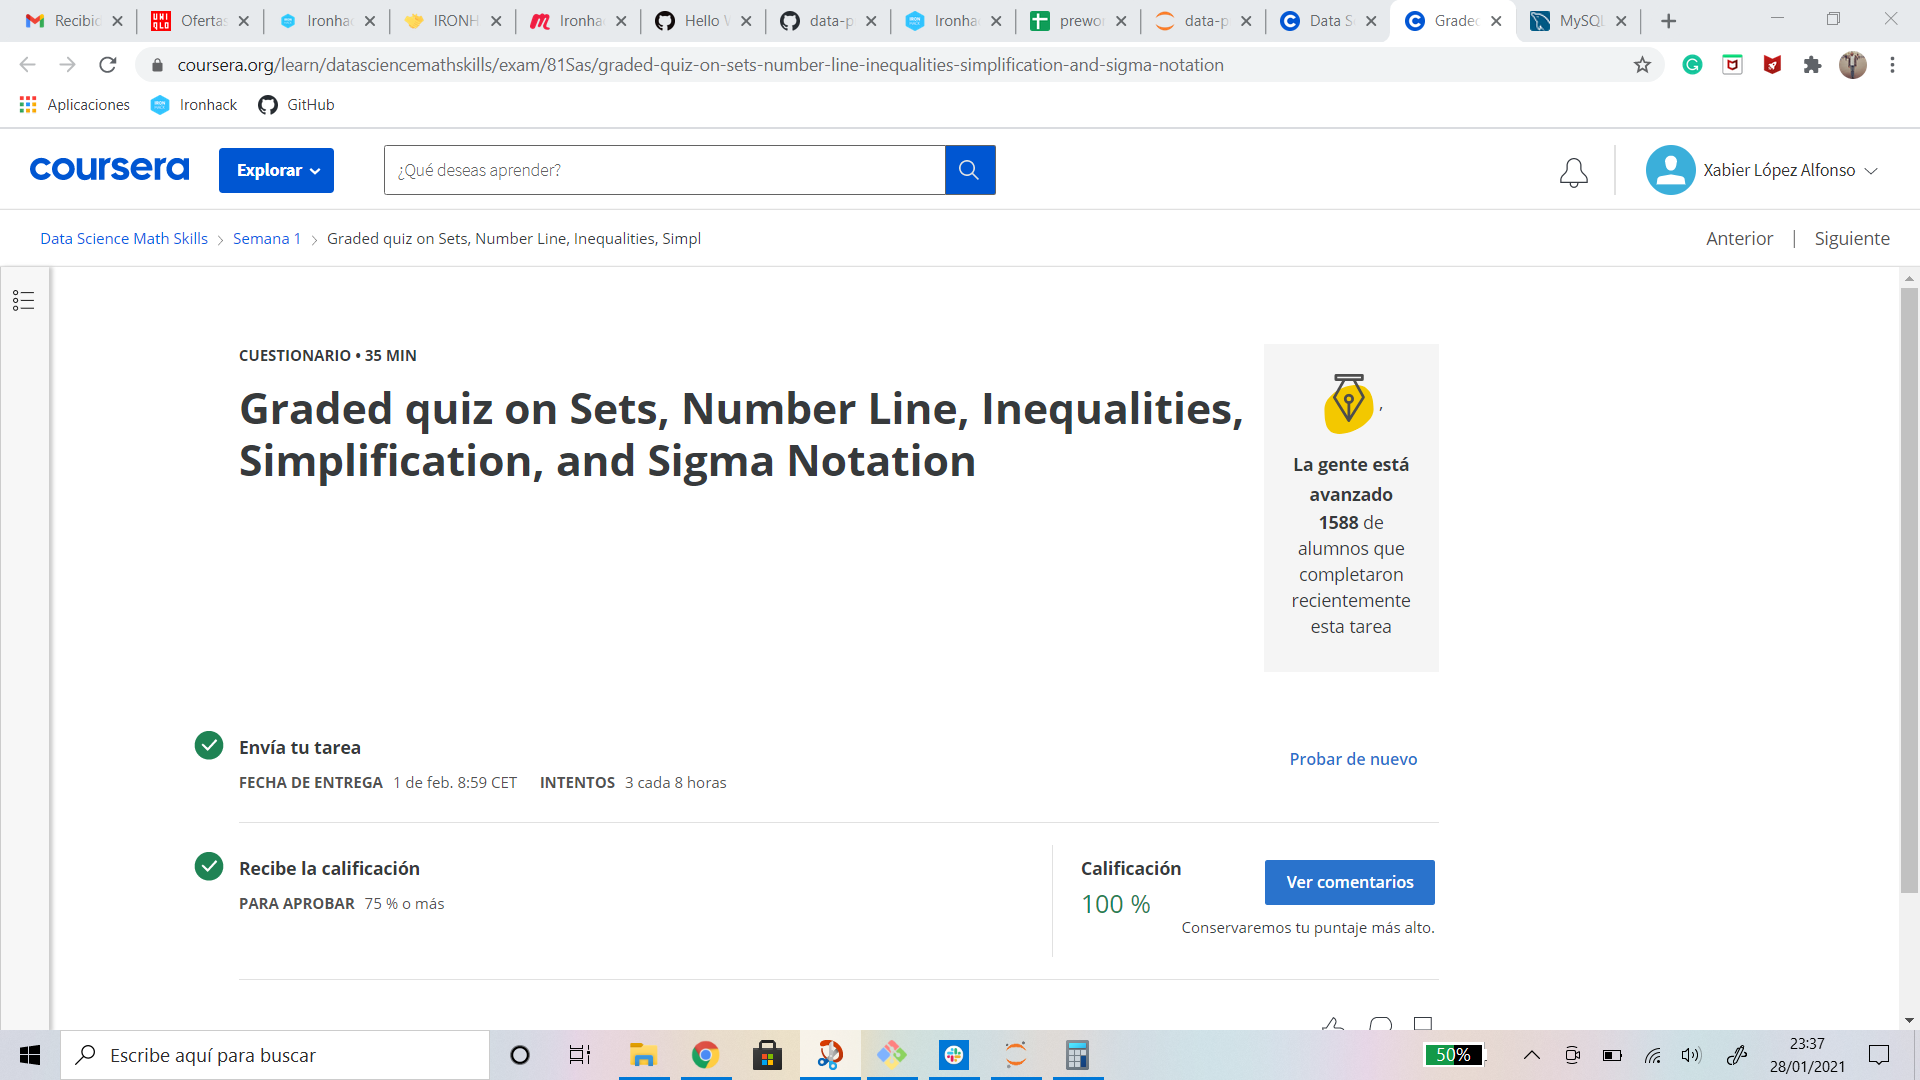 Recibid
UNI QLO
Ofertas
Ironhac
IRONH
Ironhac
Hello W
data-p
Ironha
prewor
data-p
Data S
Graded
MySQL
coursera.org/learn/datasciencemathskills/exam/81Sas/graded-quiz-on-sets-number-line-inequalities-simplification-and-sigma-notation
Aplicaciones
Ironhack
GitHub
coursera
Explorar
¿Qué deseas aprender?
Xabier López Alfonso
Data Science Math Skills > Semana 1 > Graded quiz on Sets, Number Line, Inequalities, Simpl
Anterior | Siguiente
CUESTIONARIO • 35 MIN
Graded quiz on Sets, Number Line, Inequalities,
Simplification, and Sigma Notation
,
La gente está
avanzado
1588 de
alumnos que
completaron
recientemente
esta tarea
Envía tu tarea
FECHA DE ENTREGA 1 de feb. 8:59 CET INTENTOS 3 cada 8 horas
Probar de nuevo
Recibe la calificación
PARA APROBAR 75 % o más
Calificación
100 %
Ver comentarios
Conservaremos tu puntaje más alto.
Escribe aquí para buscar
50%
23:37
28/01/2021